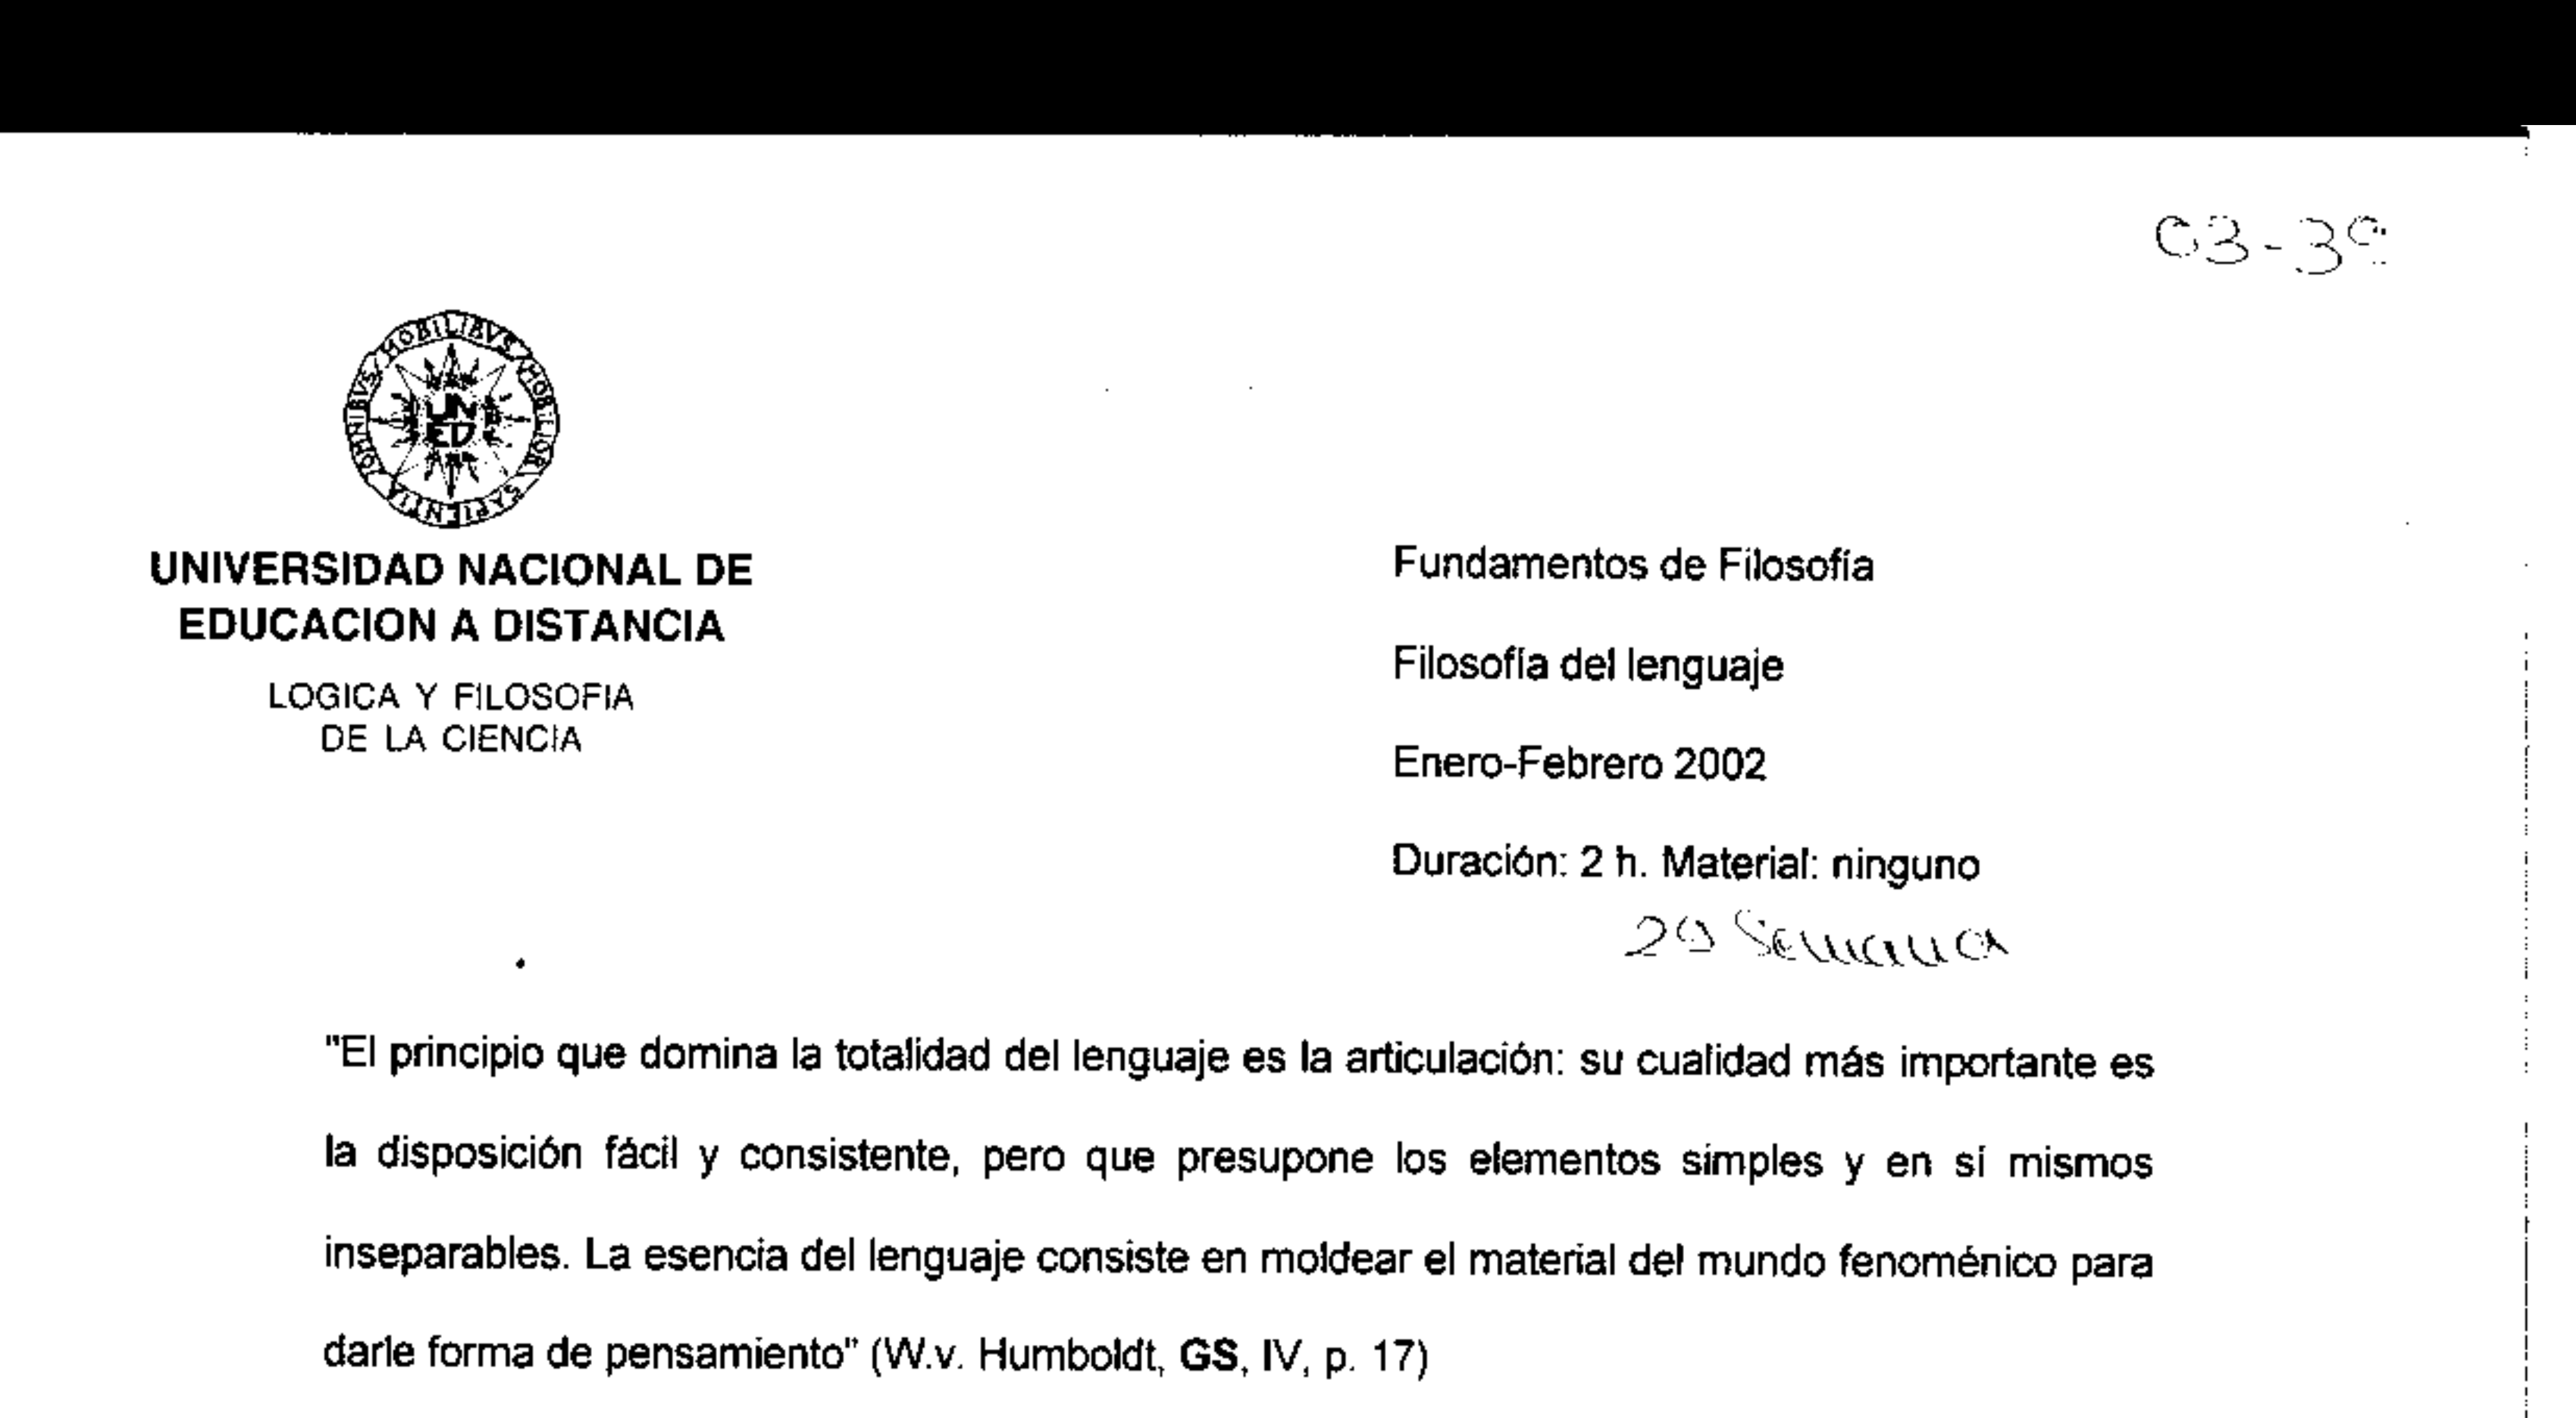 03-3º
OMNIBVS MOBILIBVS MOBILIOR SAPIENTIA
UNED
UNIVERSIDAD NACIONAL DE
EDUCACION A DISTANCIA
LOGICA Y FILOSOFIA
DE LA CIENCIA
Fundamentos de Filosofía
Filosofía del lenguaje
Enero-Febrero 2002
Duración: 2 h. Material: ninguno
2ª Semana
"El principio que domina la totalidad del lenguaje es la articulación: su cualidad más importante es
la disposición fácil y consistente, pero que presupone los elementos simples y en sí mismos
inseparables. La esencia del lenguaje consiste en moldear el material del mundo fenoménico para
darle forma de pensamiento" (W.v. Humboldt, GS, IV, p. 17)